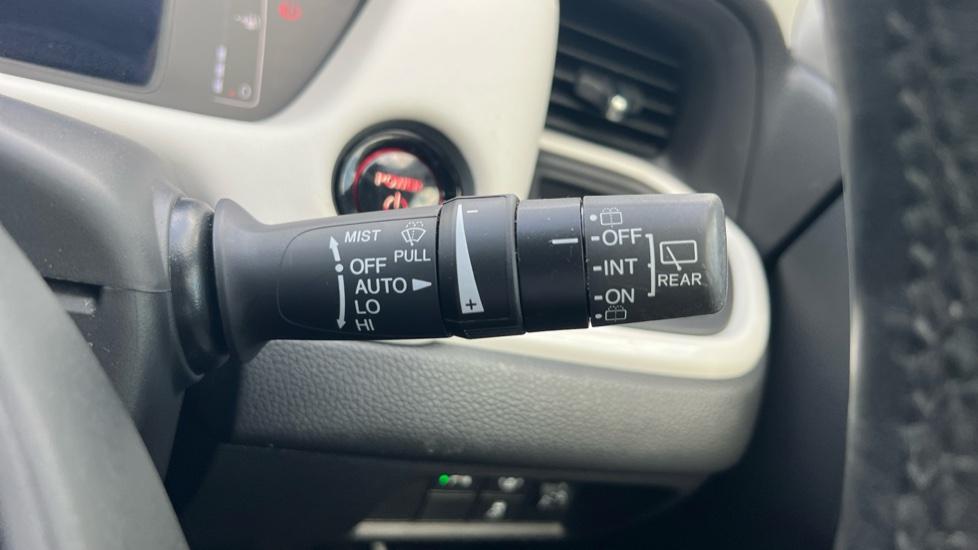 POWER
MIST
PULL
OFF
AUTO
LO
HI
-
+
-OFF
-INT
-ON
REAR